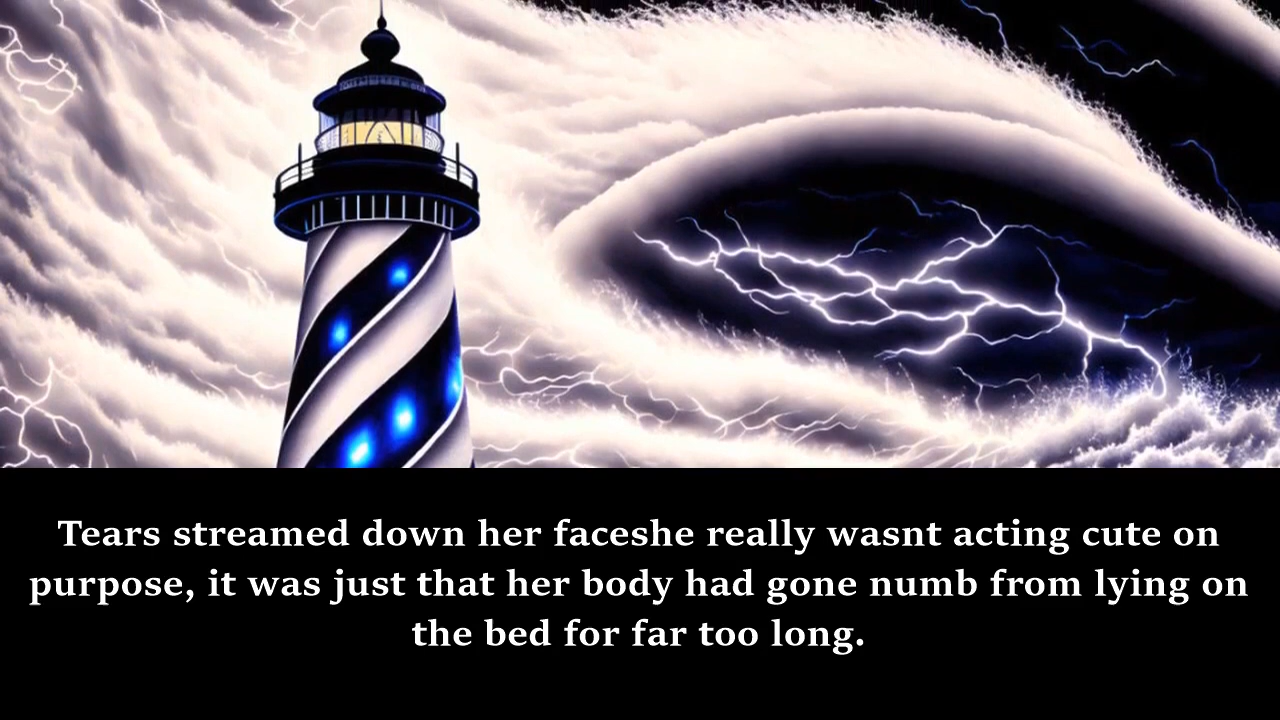 Tears streamed down her faceshe really wasnt acting cute on
purpose, it was just that her body had gone numb from lying on
the bed for far too long.